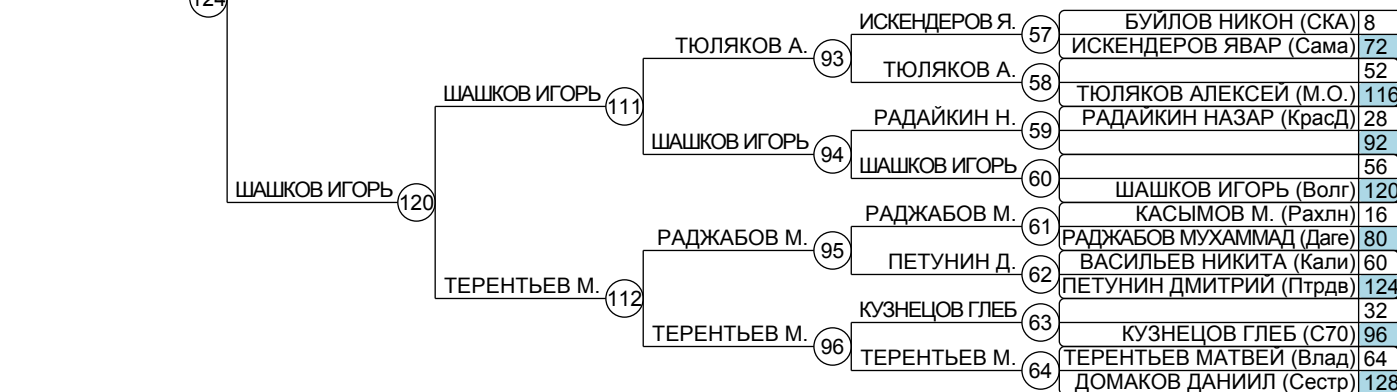 124
ИСКЕНДЕРОВ Я. 57 БУЙЛОВ НИКОН (СКА) 8
ТЮЛЯКОВ А. 93 ИСКЕНДЕРОВ ЯВАР (Сама) 72
ТЮЛЯКОВ А. 58 52
ШАШКОВ ИГОРЬ 111 ТЮЛЯКОВ АЛЕКСЕЙ (М.О.) 116
РАДАЙКИН Н. 59 РАДАЙКИН НАЗАР (КрасД) 28
ШАШКОВ ИГОРЬ 94 92
ШАШКОВ ИГОРЬ 60 56
ШАШКОВ ИГОРЬ 120 ШАШКОВ ИГОРЬ (Волг) 120
РАДЖАБОВ М. 61 КАСЫМОВ М. (Рахлн) 16
РАДЖАБОВ М. 95 РАДЖАБОВ МУХАММАД (Даге) 80
ПЕТУНИН Д. 62 ВАСИЛЬЕВ НИКИТА (Кали) 60
ТЕРЕНТЬЕВ М. 112 ПЕТУНИН ДМИТРИЙ (Птрдв) 124
КУЗНЕЦОВ ГЛЕБ 63 32
ТЕРЕНТЬЕВ М. 96 КУЗНЕЦОВ ГЛЕБ (С70) 96
ТЕРЕНТЬЕВ М. 64 ТЕРЕНТЬЕВ МАТВЕЙ (Влад) 64
ДОМАКОВ ДАНИИЛ (Сестр) 128